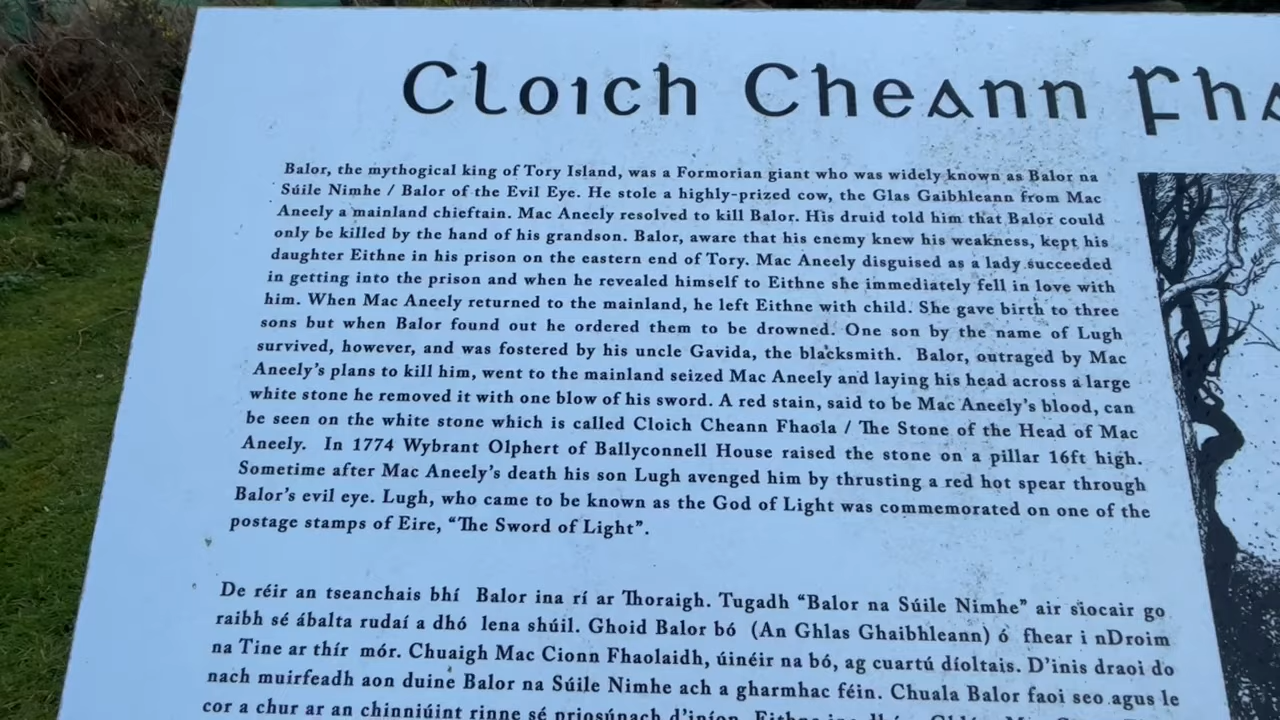 Cloich Cheann Fha
Balor, the mythogical king of Tory Island, was a Formorian giant who was widely known as Balor na
Súile Nimhe / Balor of the Evil Eye. He stole a highly-prized cow, the Glas Gaibhleann from Mac
Aneely a mainland chieftain. Mac Aneely resolved to kill Balor. His druid told him that Balor could
only be killed by the hand of his grandson. Balor, aware that his enemy knew his weakness, kept his
daughter Eithne in his prison on the eastern end of Tory. Mac Aneely disguised as a lady succeeded
in getting into the prison and when he revealed himself to Eithne she immediately fell in love with
him. When Mac Aneely returned to the mainland, he left Eithne with child. She gave birth to three
sons but when Balor found out he ordered them to be drowned. One son by the name of Lugh
survived, however, and was fostered by his uncle Gavida, the blacksmith. Balor, outraged by Mac
Aneely's plans to kill him, went to the mainland seized Mac Aneely and laying his head across a large
white stone he removed it with one blow of his sword. A red stain, said to be Mac Aneely's blood, can
be seen on the white stone which is called Cloich Cheann Fhaola / The Stone of the Head of Mac
Aneely. In 1774 Wybrant Olphert of Ballyconnell House raised the stone on a pillar 16ft high.
Sometime after Mac Aneely's death his son Lugh avenged him by thrusting a red hot spear through
Balor's evil eye. Lugh, who came to be known as the God of Light was commemorated on one of the
postage stamps of Eire, “The Sword of Light”.
De réir an tseanchais bhí Balor ina rí ar Thoraigh. Tugadh “Balor na Súile Nimhe” air siocair go
raibh sé ábalta rudaí a dhó lena shúil. Ghoid Balor bó (An Ghlas Ghaibhleann) ó fhear i nDroim
na Tine ar thír mór. Chuaigh Mac Cionn Fhaolaidh, úinéir na bó, ag cuartú díoltais. D'inis draoi do
nach muirfeadh aon duine Balor na Súile Nimhe ach a gharmhac féin. Chuala Balor faoi seo agus le
cor a chur ar an chinniúint rinne sé príosúnach d'iníon